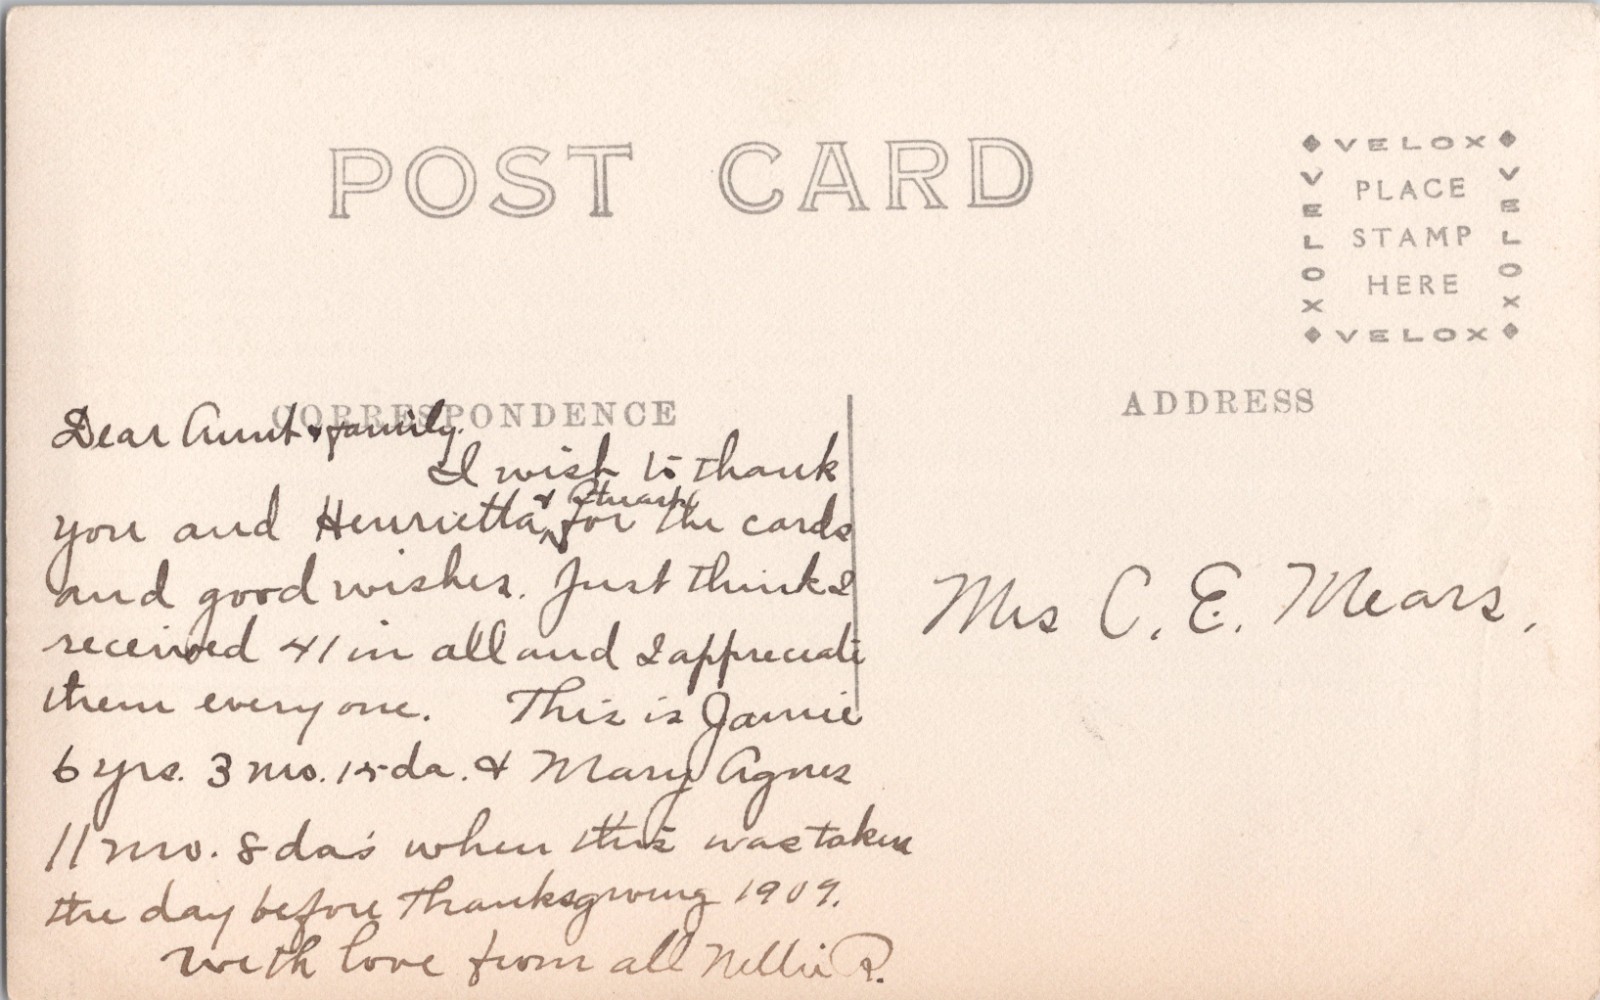 POST CARD
VELOX
VELOX
VELOX
VELOX
PLACE
STAMP
HERE
CORRESPONDENCE
ADDRESS
Dear Aunt & family.
I wish to thank
you and Henrietta & Stuart for the cards
and good wishes. Just think I
received 41 in all and I appreciate
them every one. This is Jamie
6 yrs. 3 mo. 15 da. & Mary Agnes
11 mo. 8 da's when this was taken
the day before Thanksgiving 1909.
With love from all Nellie R.
Mrs C. E. Mears,